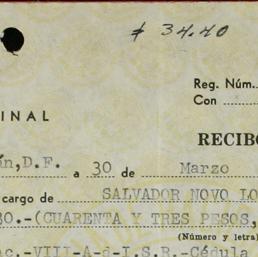 # 34.40
Reg. Núm.
Con
INAL
RECIBO
ín,D.F. a 30 de Marzo
cargo de SALVADOR NOVO LO
30.-(CUARENTA Y TRES PESOS,
(Número y letra)
c.-VIII-A-d-I.S.R.-Cédula